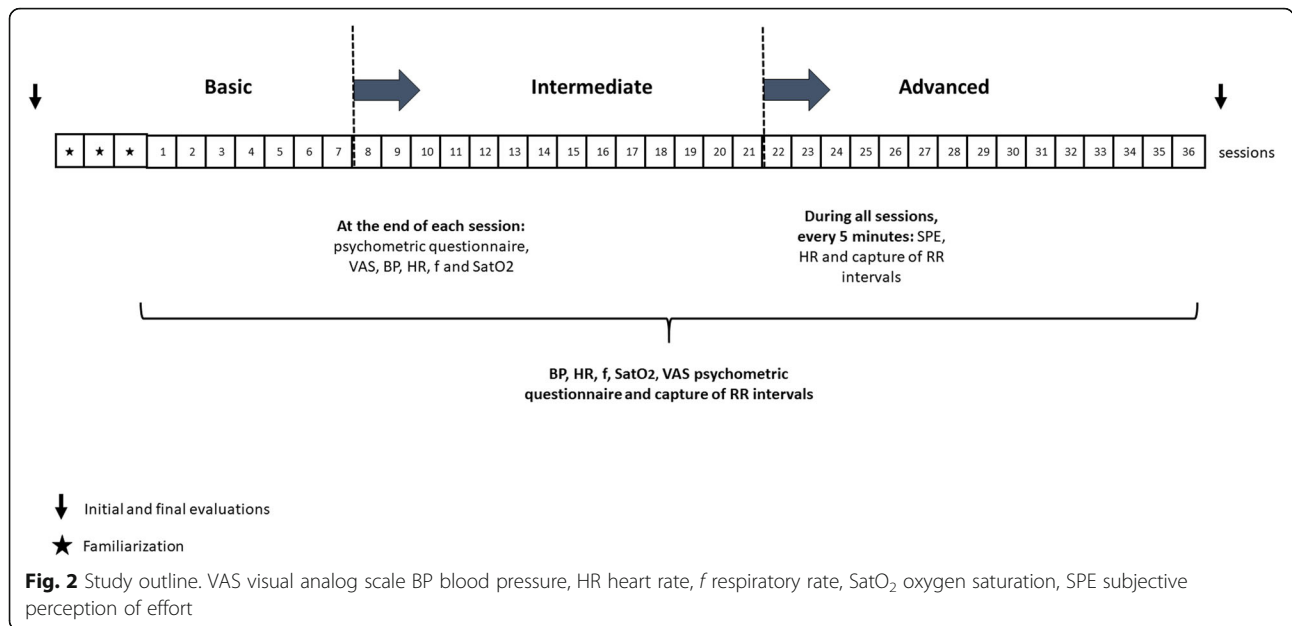 Basic Intermediate Advanced
★ ★ ★ 1 2 3 4 5 6 7 8 9 10 11 12 13 14 15 16 17 18 19 20 21 22 23 24 25 26 27 28 29 30 31 32 33 34 35 36 sessions
At the end of each session:
psychometric questionnaire,
VAS, BP, HR, f and SatO2
During all sessions,
every 5 minutes: SPE,
HR and capture of RR
intervals
BP, HR, f, SatO2, VAS psychometric
questionnaire and capture of RR intervals
Initial and final evaluations
★ Familiarization
Fig. 2 Study outline. VAS visual analog scale BP blood pressure, HR heart rate, f respiratory rate, SatO₂ oxygen saturation, SPE subjective
perception of effort